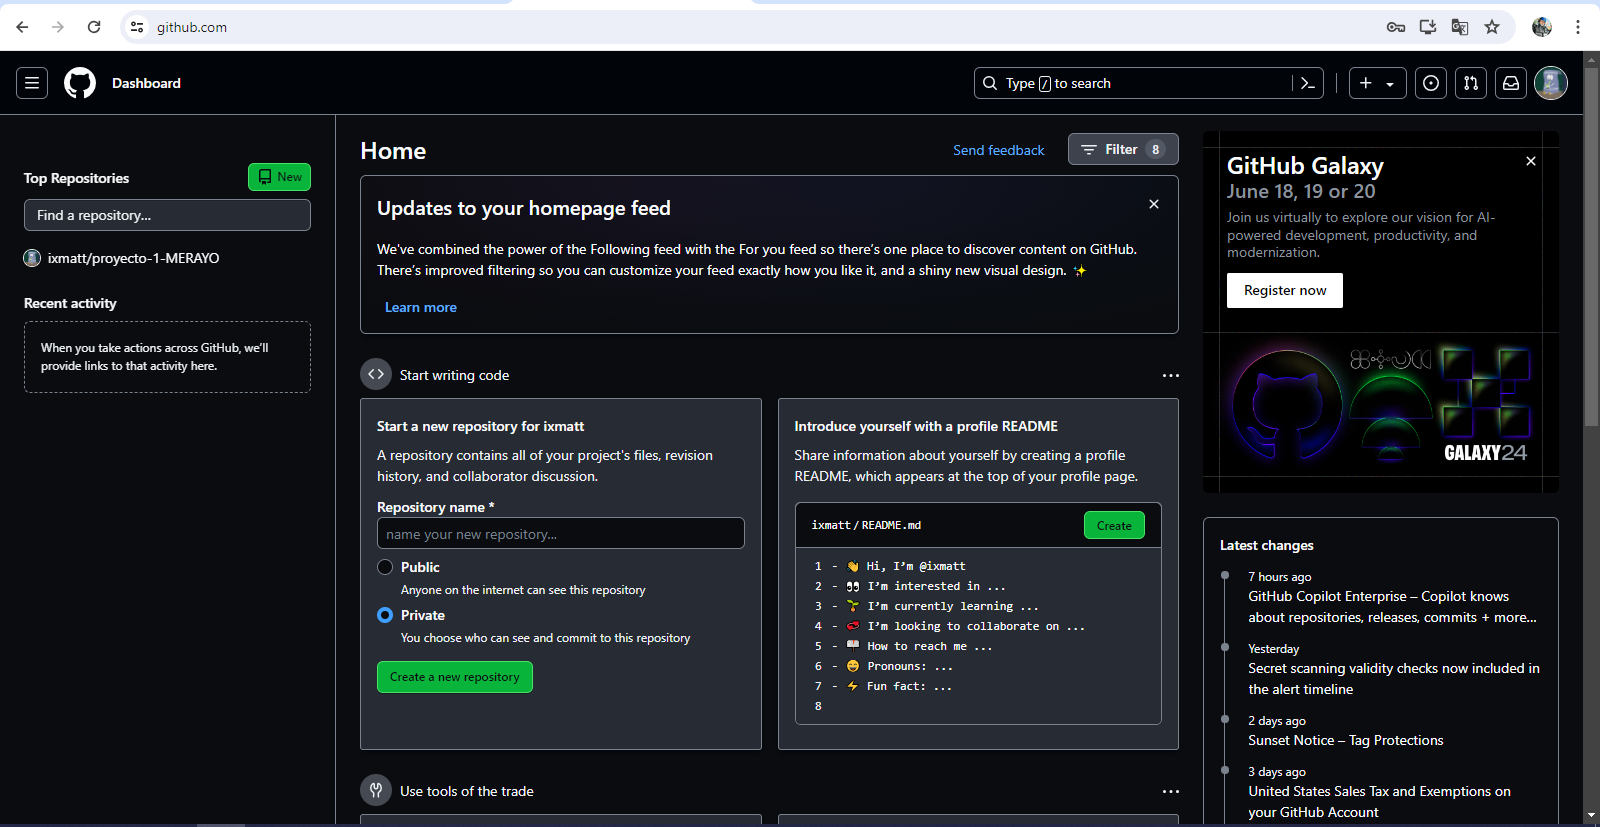 github.com
Dashboard
Type / to search
Top Repositories
New
Find a repository...
ixmatt/proyecto-1-MERAYO
Recent activity
When you take actions across GitHub, we'll
provide links to that activity here.
Home
Send feedback
Filter 8
Updates to your homepage feed
We've combined the power of the Following feed with the For you feed so there's one place to discover content on GitHub.
There's improved filtering so you can customize your feed exactly how you like it, and a shiny new visual design. ✨
Learn more
Start writing code
Start a new repository for ixmatt
A repository contains all of your project's files, revision
history, and collaborator discussion.
Repository name *
name your new repository...
Public
Anyone on the internet can see this repository
Private
You choose who can see and commit to this repository
Create a new repository
Introduce yourself with a profile README
Share information about yourself by creating a profile
README, which appears at the top of your profile page.
ixmatt / README.md
Create
1 - 👋 Hi, I'm @ixmatt
2 - 👀 I'm interested in ...
3 - 🌱 I'm currently learning ...
4 - 💞️ I'm looking to collaborate on ...
5 - 📫 How to reach me ...
6 - 😄 Pronouns: ...
7 - ⚡ Fun fact: ...
8
Use tools of the trade
GitHub Galaxy
June 18, 19 or 20
Join us virtually to explore our vision for AI-
powered development, productivity, and
modernization.
Register now
GALAXY24
Latest changes
7 hours ago
GitHub Copilot Enterprise – Copilot knows
about repositories, releases, commits + more...
Yesterday
Secret scanning validity checks now included in
the alert timeline
2 days ago
Sunset Notice – Tag Protections
3 days ago
United States Sales Tax and Exemptions on
your GitHub Account